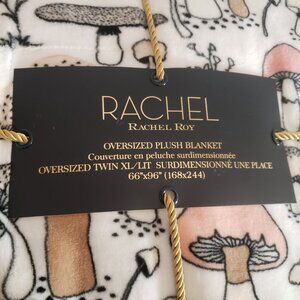 RACHEL
RACHEL ROY
OVERSIZED PLUSH BLANKET
Couverture en peluche surdimensionnée
OVERSIZED TWIN XL/LIT SURDIMENSIONNÉ UNE PLACE
66"x96" (168x244)